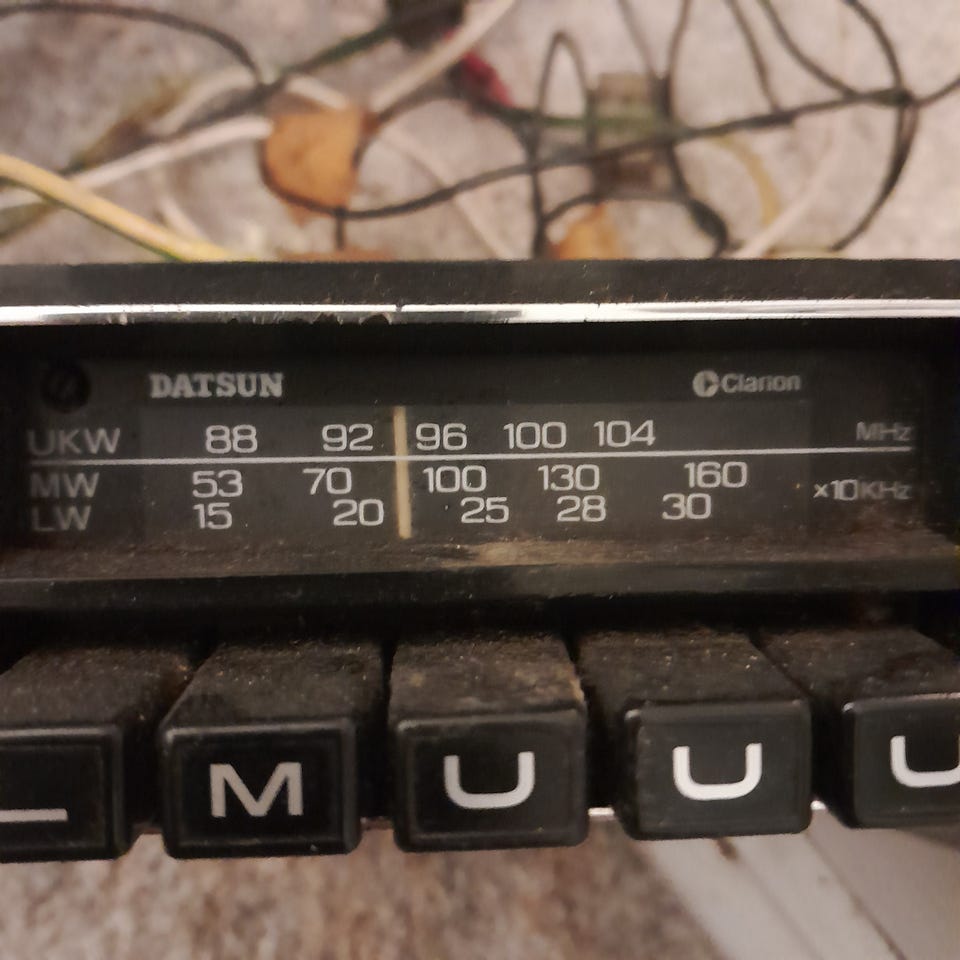 DATSUN Clarion
UKW 88 92 96 100 104 MHz
MW 53 70 100 130 160 x10KHz
LW 15 20 25 28 30
L M U U U